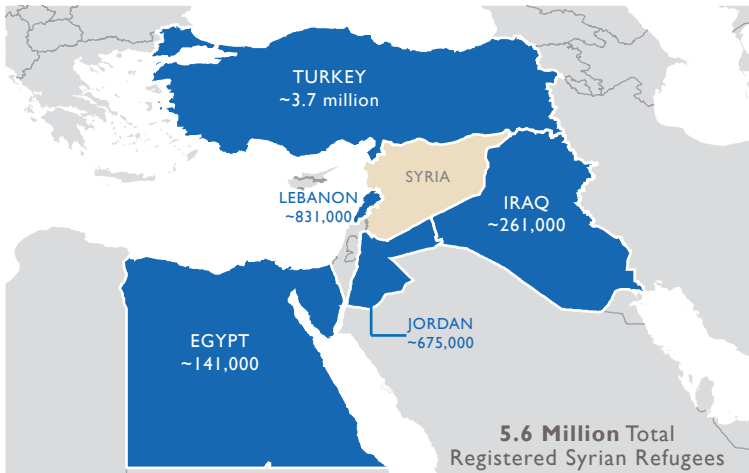 TURKEY
~3.7 million
SYRIA
LEBANON
~831,000
IRAQ
~261,000
JORDAN
~675,000
EGYPT
~141,000
5.6 Million Total
Registered Syrian Refugees